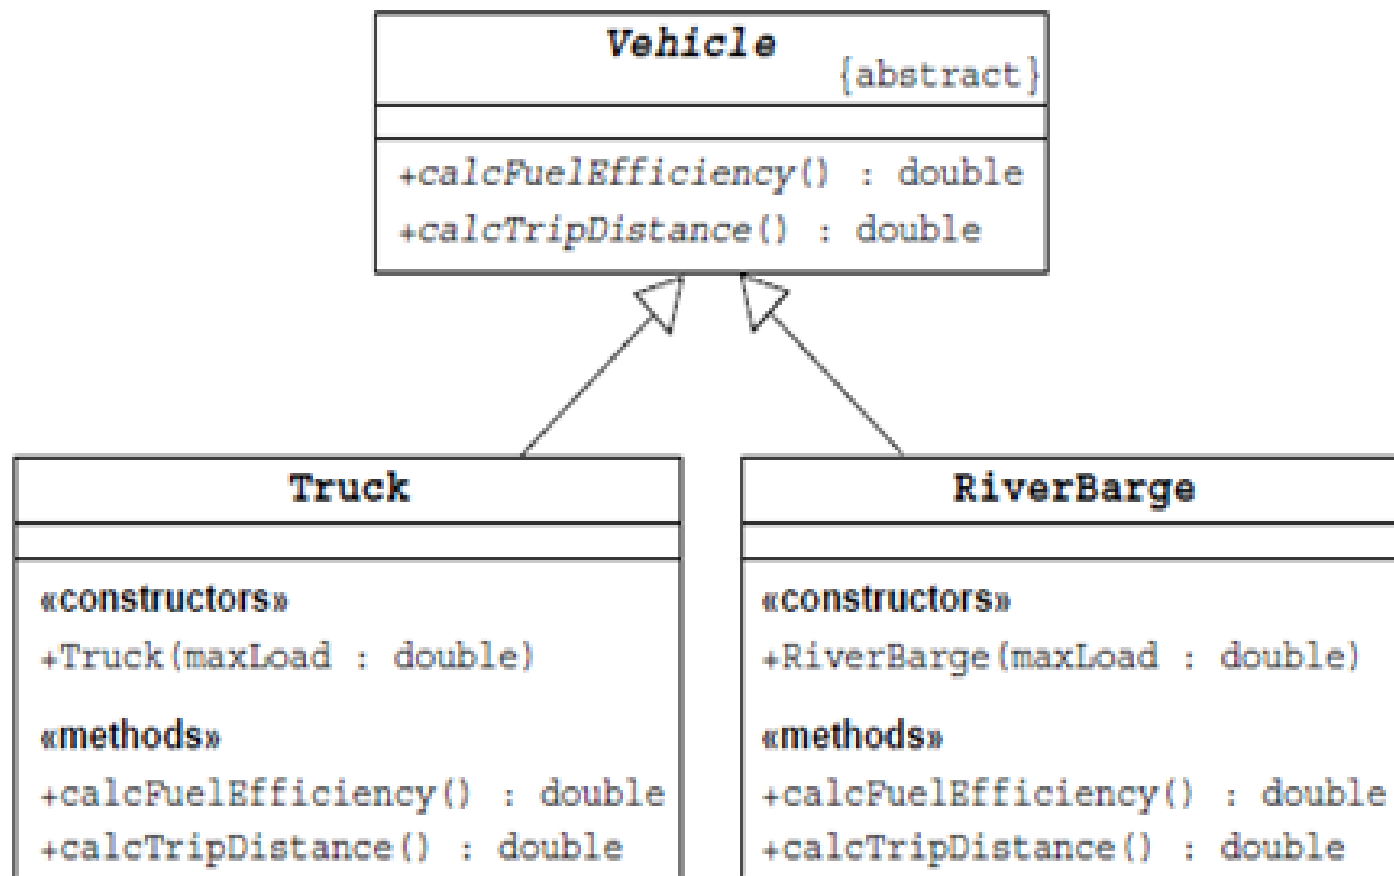 Vehicle
{abstract}
+calcFuelEfficiency() : double
+calcTripDistance() : double
Truck
«constructors»
+Truck(maxLoad : double)
«methods»
+calcFuelEfficiency() : double
+calcTripDistance() : double
RiverBarge
«constructors»
+RiverBarge(maxLoad : double)
«methods»
+calcFuelEfficiency() : double
+calcTripDistance() : double